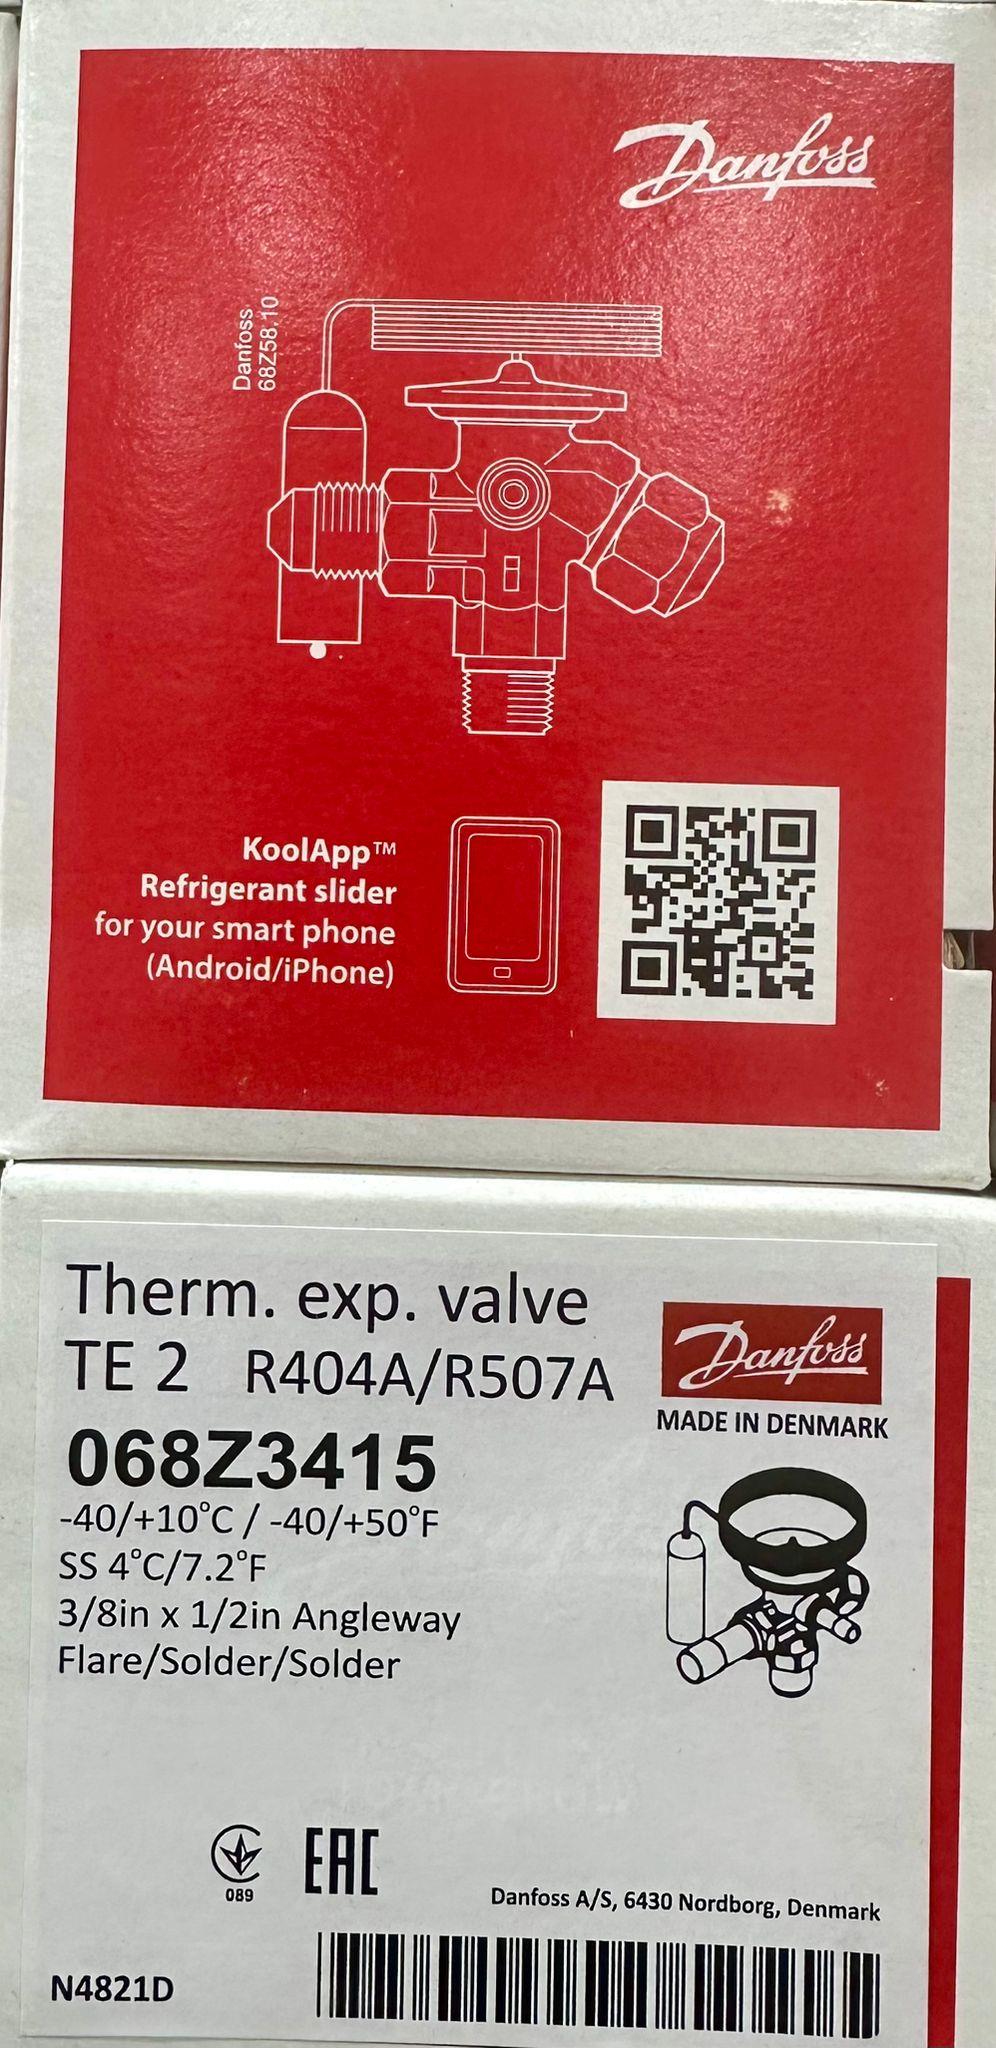 Danfoss
Danfoss
68Z58.10
KoolApp™
Refrigerant slider
for your smart phone
(Android/iPhone)
Therm. exp. valve
TE 2 R404A/R507A
Danfoss
MADE IN DENMARK
068Z3415
-40/+10°C / -40/+50°F
SS 4°C/7.2°F
3/8in x 1/2in Angleway
Flare/Solder/Solder
089
EAC
Danfoss A/S, 6430 Nordborg, Denmark
N4821D